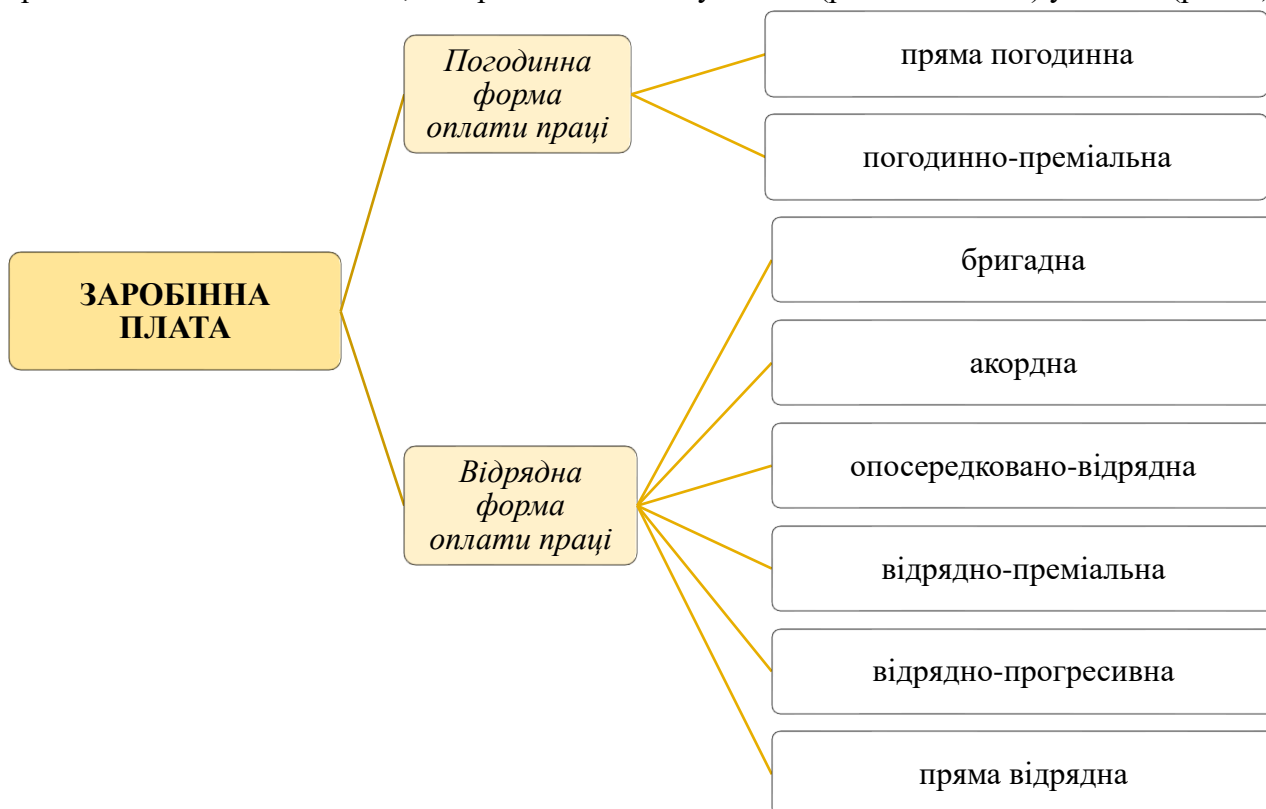 Погодинна
форма
оплати праці
пряма погодинна
погодинно-преміальна
ЗАРОБІННА
ПЛАТА
бригадна
акордна
опосередковано-відрядна
Відрядна
форма
оплати праці
відрядно-преміальна
відрядно-прогресивна
пряма відрядна